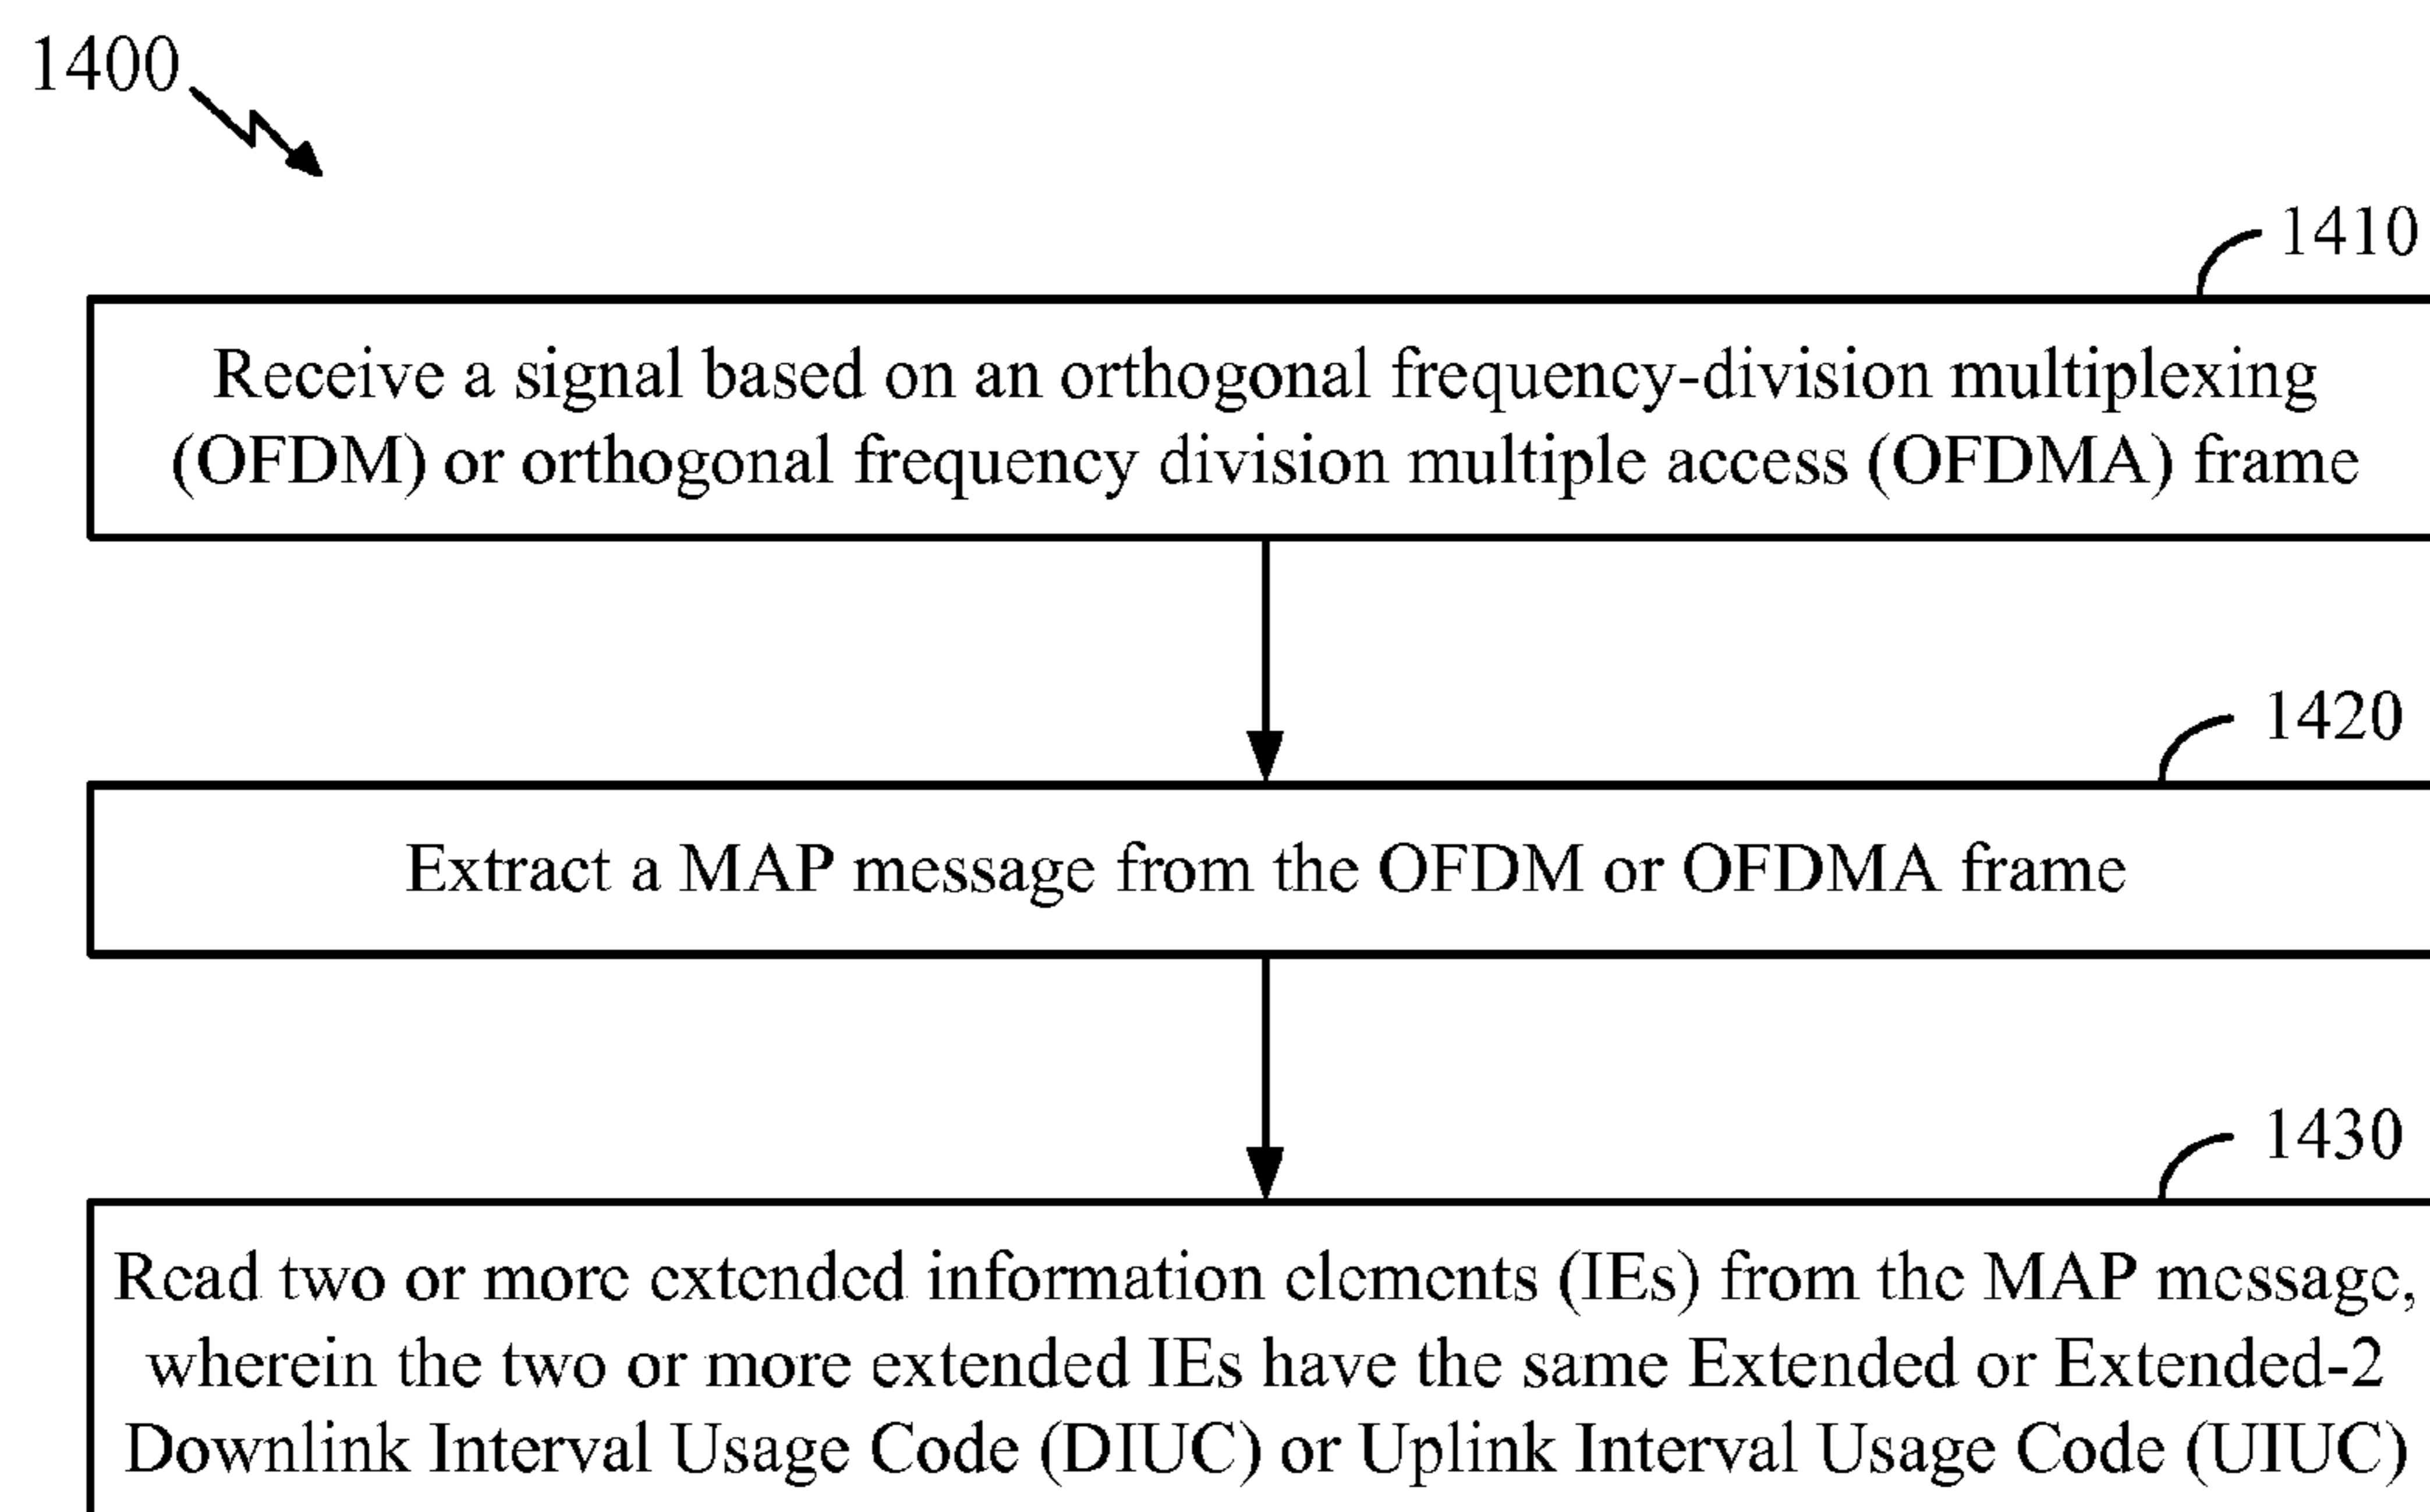 1400
1410
Receive a signal based on an orthogonal frequency-division multiplexing
(OFDM) or orthogonal frequency division multiple access (OFDMA) frame
1420
Extract a MAP message from the OFDM or OFDMA frame
1430
Read two or more extended information elements (IEs) from the MAP message,
wherein the two or more extended IEs have the same Extended or Extended-2
Downlink Interval Usage Code (DIUC) or Uplink Interval Usage Code (UIUC)